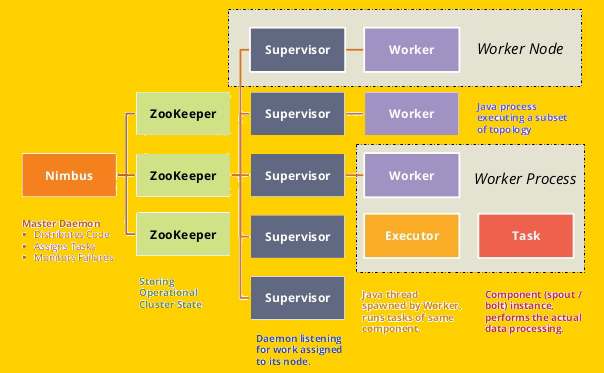 Supervisor
Worker
Worker Node
ZooKeeper
Supervisor
Worker
Java process
executing a subset
of topology
Nimbus
ZooKeeper
Supervisor
Worker
Worker Process
Master Daemon
• Distributes Code
• Assigns Tasks
• Monitors Failures
ZooKeeper
Supervisor
Executor
Task
Storing
Operational
Cluster State
Supervisor
Java thread
spawned by Worker,
runs tasks of same
component.
Component (spout /
bolt) instance,
performs the actual
data processing.
Daemon listening
for work assigned
to its node.